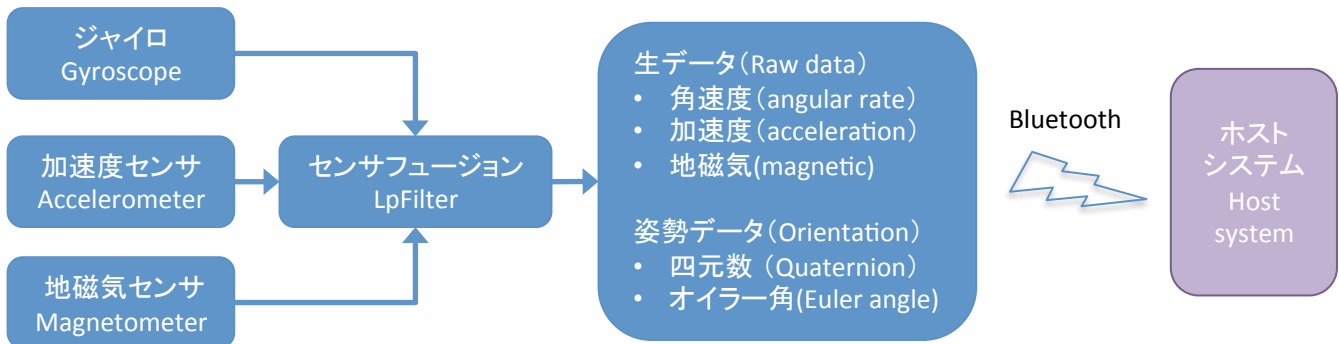 ジャイロ
Gyroscope
加速度センサ
Accelerometer
地磁気センサ
Magnetometer
センサフュージョン
LpFilter
生データ（Raw data）
• 角速度（angular rate）
• 加速度（acceleration）
• 地磁気(magnetic)
姿勢データ（Orientation）
• 四元数（Quaternion）
• オイラー角(Euler angle)
Bluetooth
ホスト
システム
Host
system